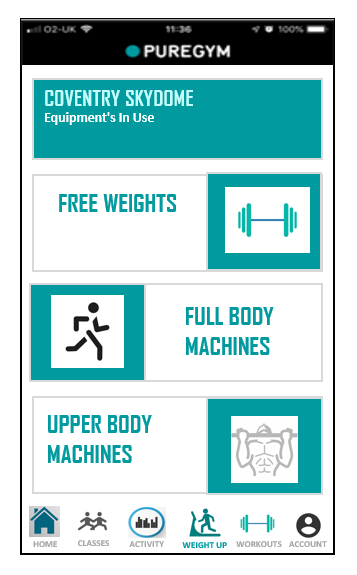 O2-UK 11:36 100%
PUREGYM
COVENTRY SKYDOME
Equipment's In Use
FREE WEIGHTS
FULL BODY
MACHINES
UPPER BODY
MACHINES
HOME CLASSES ACTIVITY WEIGHT UP WORKOUTS ACCOUNT